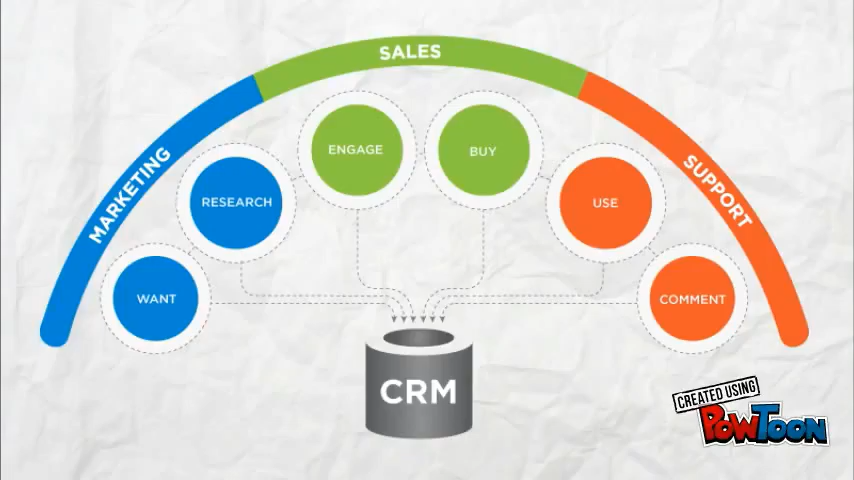 SALES
MARKETING
SUPPORT
ENGAGE
BUY
RESEARCH
USE
WANT
COMMENT
CRM
CREATED USING
POWTOON